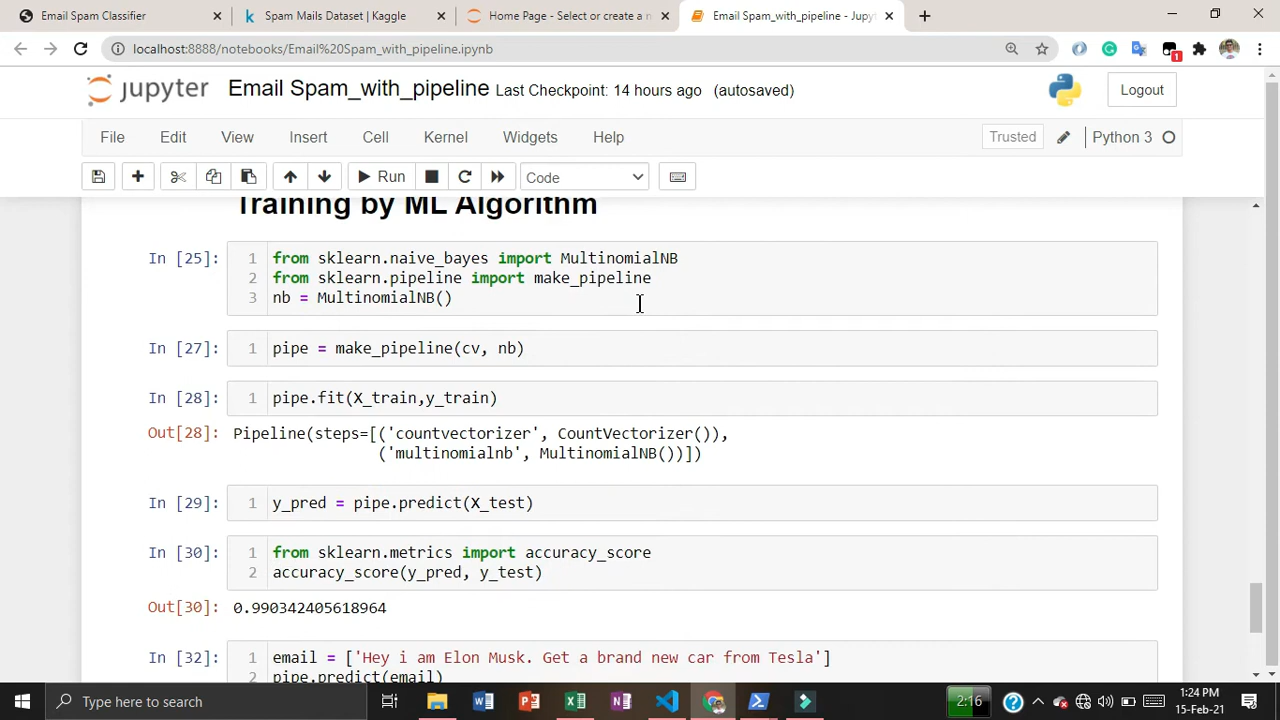 Email Spam Classifier
Spam Mails Dataset | Kaggle
Home Page - Select or create a n
Email Spam_with_pipeline - Jupyt
localhost:8888/notebooks/Email%20Spam_with_pipeline.ipynb
1
jupyter
Email Spam_with_pipeline
Last Checkpoint: 14 hours ago (autosaved)
Logout
File Edit View Insert Cell Kernel Widgets Help
Trusted
Python 3
Run
Code
Training by ML Algorithm
In [25]:
1 from sklearn.naive_bayes import MultinomialNB
2 from sklearn.pipeline import make_pipeline
3 nb = MultinomialNB()
In [27]:
1 pipe = make_pipeline(cv, nb)
In [28]:
1 pipe.fit(X_train,y_train)
Out[28]:
Pipeline(steps=[('countvectorizer', CountVectorizer()),
('multinomialnb', MultinomialNB())])
In [29]:
1 y_pred = pipe.predict(X_test)
In [30]:
1 from sklearn.metrics import accuracy_score
2 accuracy_score(y_pred, y_test)
Out[30]:
0.990342405618964
In [32]:
1 email = ['Hey i am Elon Musk. Get a brand new car from Tesla']
2 pipe.predict(email)
Type here to search
2:16
1:24 PM
15-Feb-21